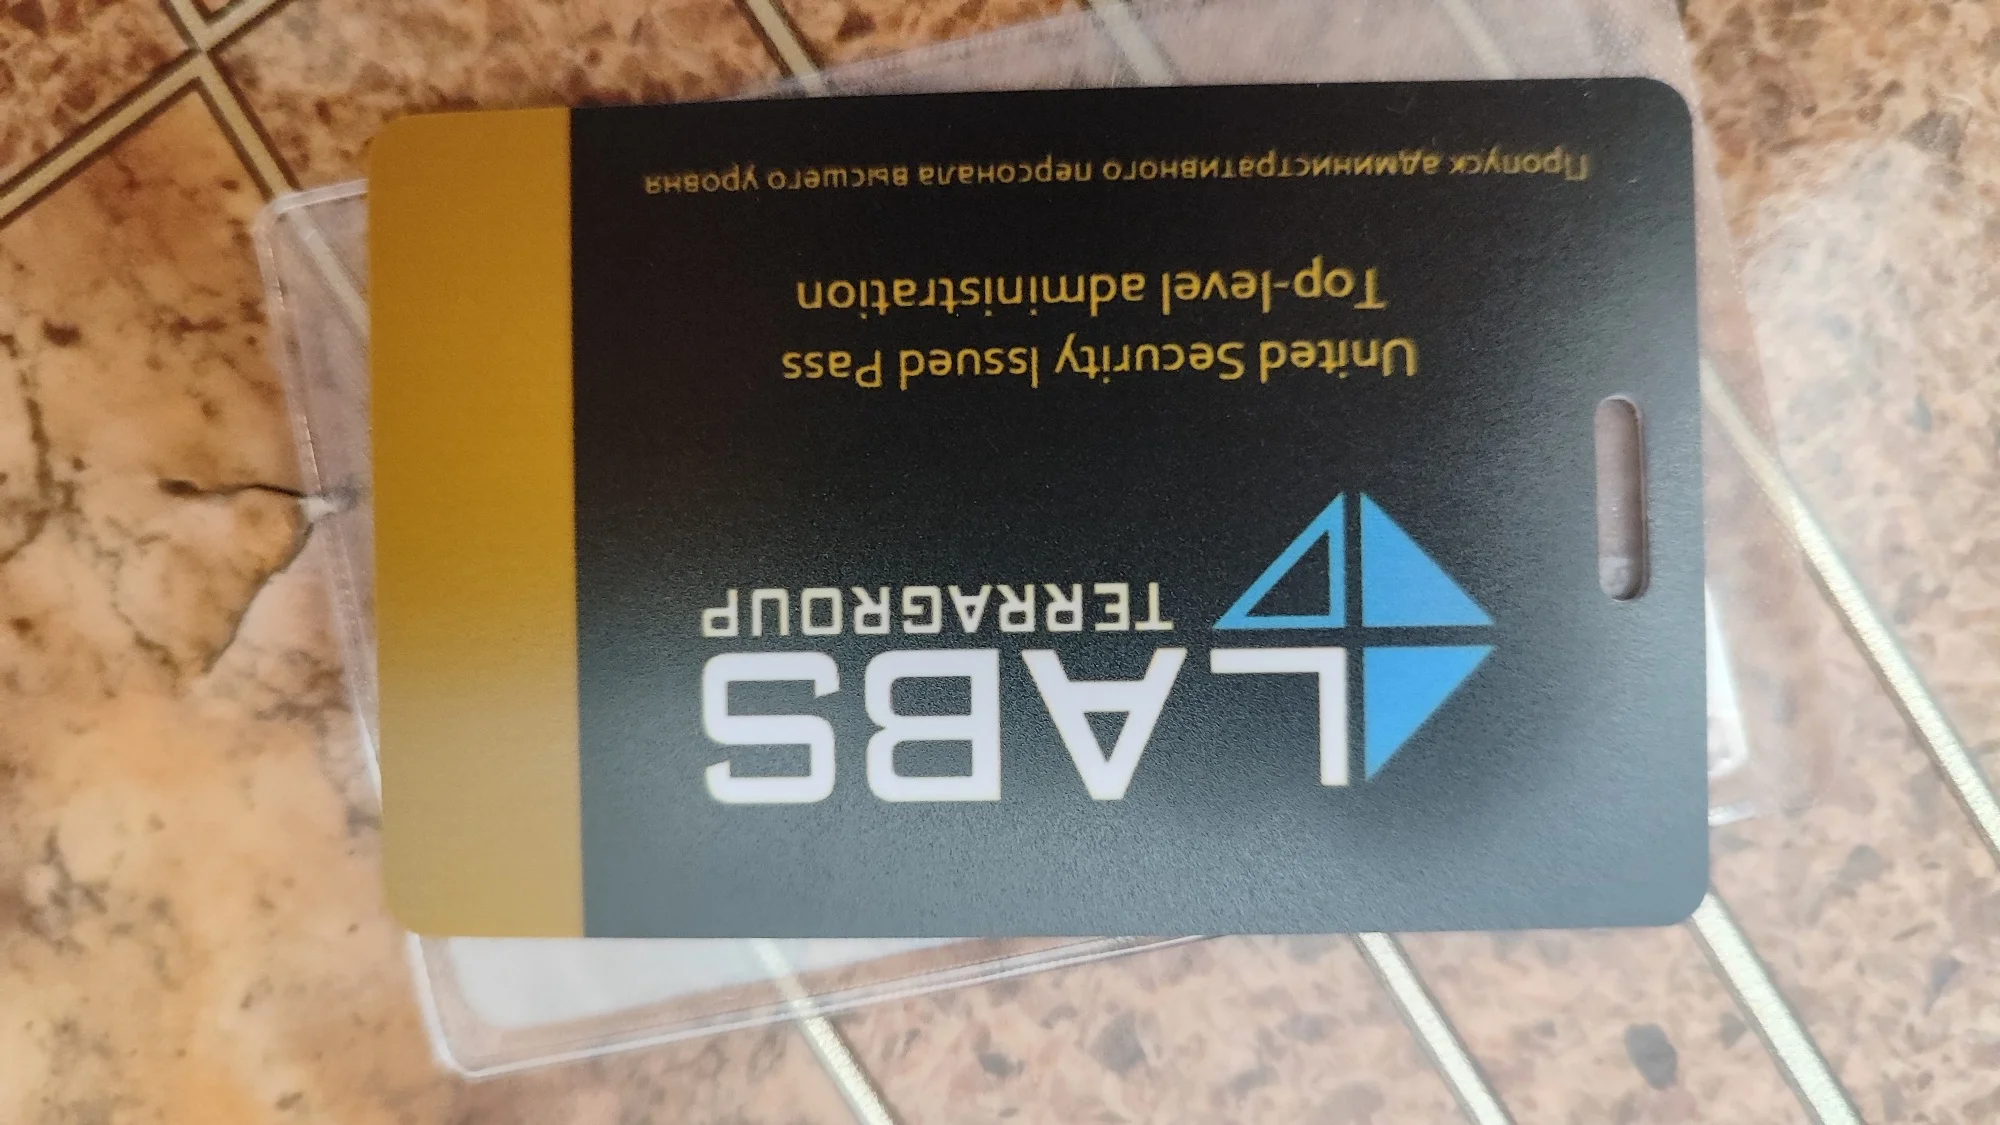 LABS
TERRAGROUP
United Security Issued Pass
Top-level administration
Пропуск административного персонала высшего уровня